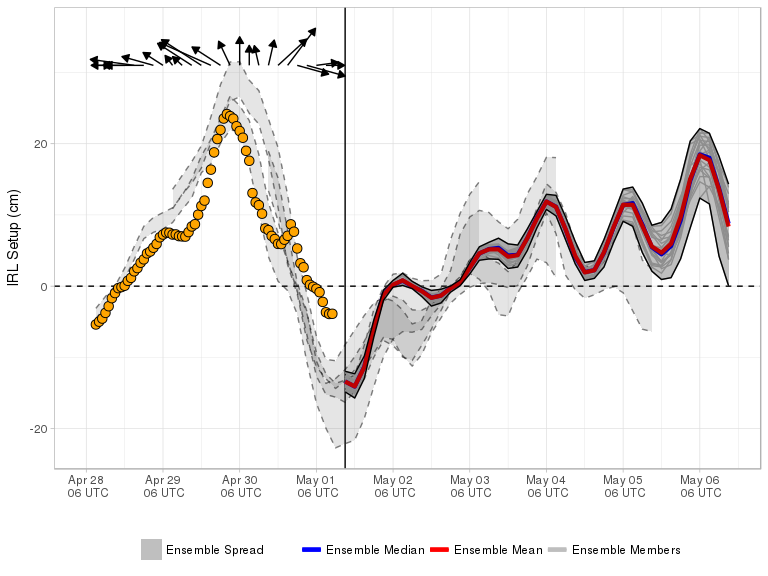 IRL Setup (cm)
20
0
-20
Apr 28 Apr 29 Apr 30 May 01 May 02 May 03 May 04 May 05 May 06
06 UTC 06 UTC 06 UTC 06 UTC 06 UTC 06 UTC 06 UTC 06 UTC 06 UTC
Ensemble Spread Ensemble Median Ensemble Mean Ensemble Members